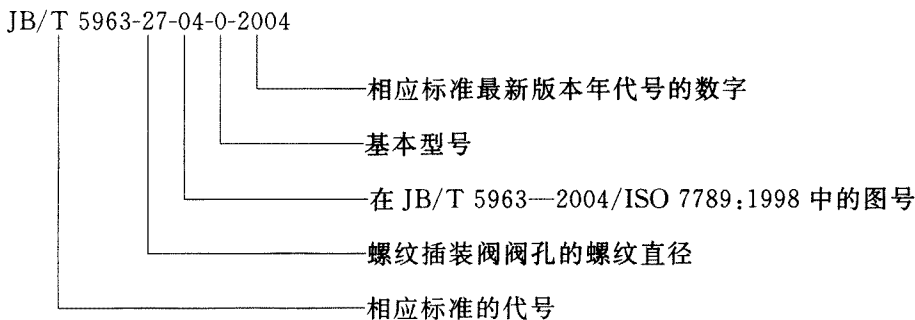 JB/T 5963-27-04-0-2004
相应标准最新版本年代号的数字
基本型号
在 JB/T 5963—2004/ISO 7789:1998 中的图号
螺纹插装阀阀孔的螺纹直径
相应标准的代号